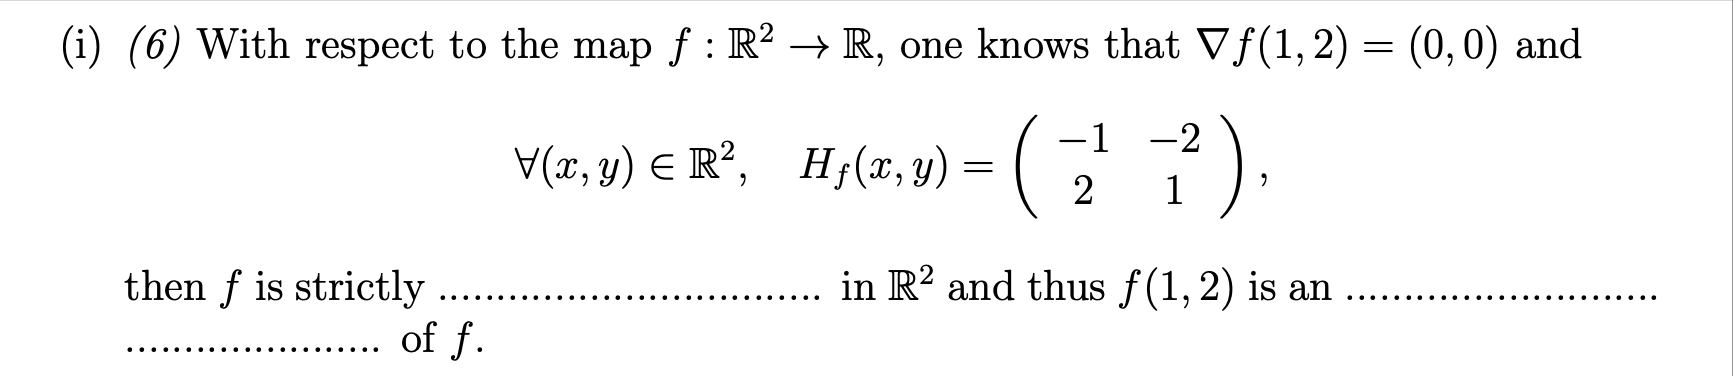 (i) (6) With respect to the map f : ℝ² → ℝ, one knows that ∇f(1, 2) = (0, 0) and
∀(x, y) ∈ ℝ², H_f(x, y) = ( −1 −2
2 1 ),
then f is strictly .................................. in ℝ² and thus f(1, 2) is an ...........................
...................... of f.